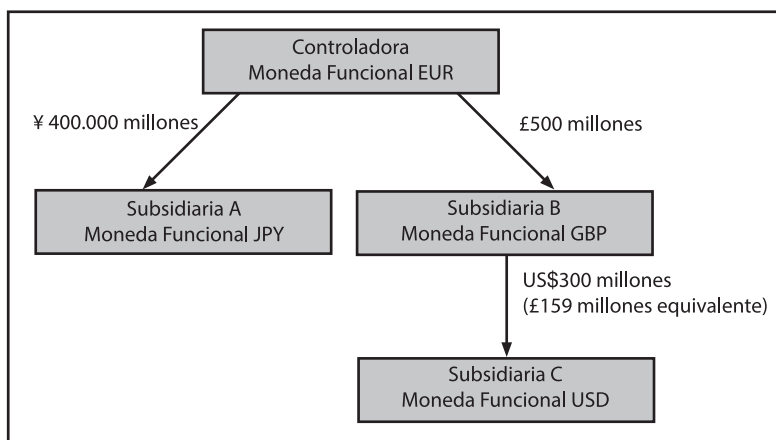 Controladora
Moneda Funcional EUR
¥ 400.000 millones
£500 millones
Subsidiaria A
Moneda Funcional JPY
Subsidiaria B
Moneda Funcional GBP
US$300 millones
(£159 millones equivalente)
Subsidiaria C
Moneda Funcional USD